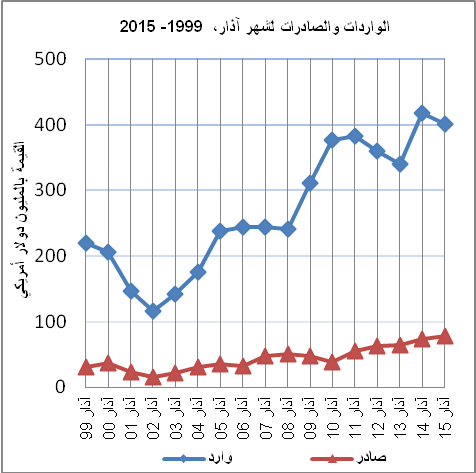 الواردات والصادرات لشهر آذار، 1999- 2015
القيمة بالمليون دولار أمريكي
500
400
300
200
100
0
آذار 99
آذار 00
آذار 01
آذار 02
آذار 03
آذار 04
آذار 05
آذار 06
آذار 07
آذار 08
آذار 09
آذار 10
آذار 11
آذار 12
آذار 13
آذار 14
آذار 15
وارد
صادر